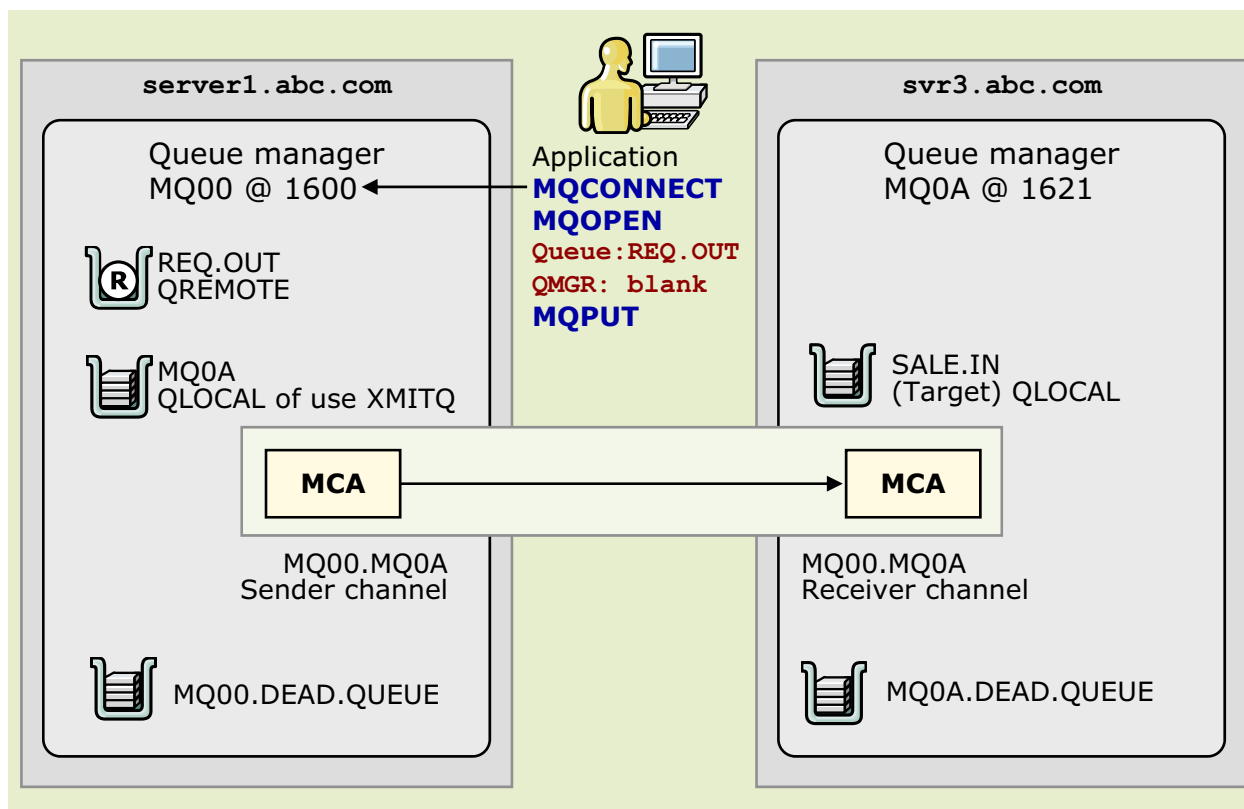 server1.abc.com
Queue manager
MQ00 @ 1600
R
REQ.OUT
QREMOTE
MQ0A
QLOCAL of use XMITQ
MCA
MQ00.MQ0A
Sender channel
MQ00.DEAD.QUEUE
Application
MQCONNECT
MQOPEN
Queue:REQ.OUT
QMGR: blank
MQPUT
svr3.abc.com
Queue manager
MQ0A @ 1621
SALE.IN
(Target) QLOCAL
MCA
MQ00.MQ0A
Receiver channel
MQ0A.DEAD.QUEUE